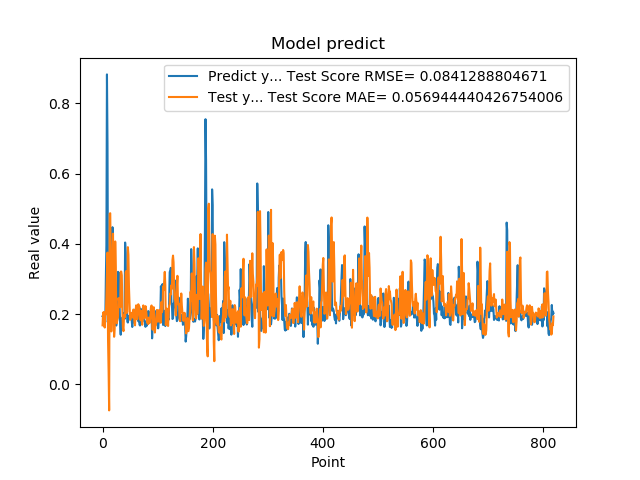 Model predict
Predict y... Test Score RMSE= 0.0841288804671
Test y... Test Score MAE= 0.056944440426754006
0.8
0.6
0.4
0.2
0.0
Real value
0 200 400 600 800
Point